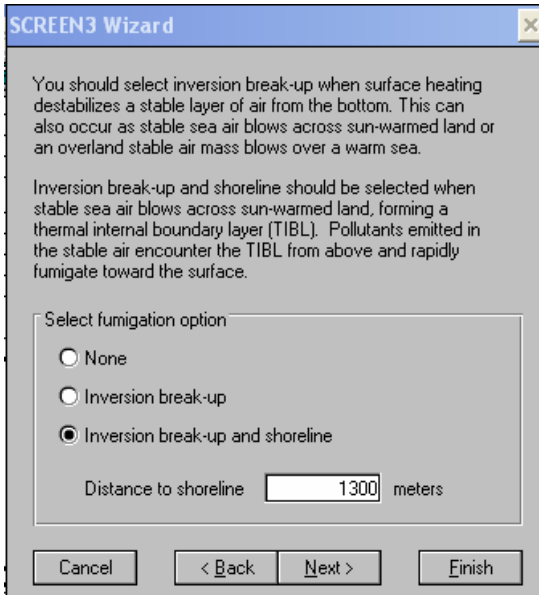 SCREEN3 Wizard
You should select inversion break-up when surface heating
destabilizes a stable layer of air from the bottom. This can
also occur as stable sea air blows across sun-warmed land or
an overland stable air mass blows over a warm sea.
Inversion break-up and shoreline should be selected when
stable sea air blows across sun-warmed land, forming a
thermal internal boundary layer (TIBL). Pollutants emitted in
the stable air encounter the TIBL from above and rapidly
fumigate toward the surface.
Select fumigation option
None
Inversion break-up
Inversion break-up and shoreline
Distance to shoreline 1300 meters
Cancel < Back Next > Finish